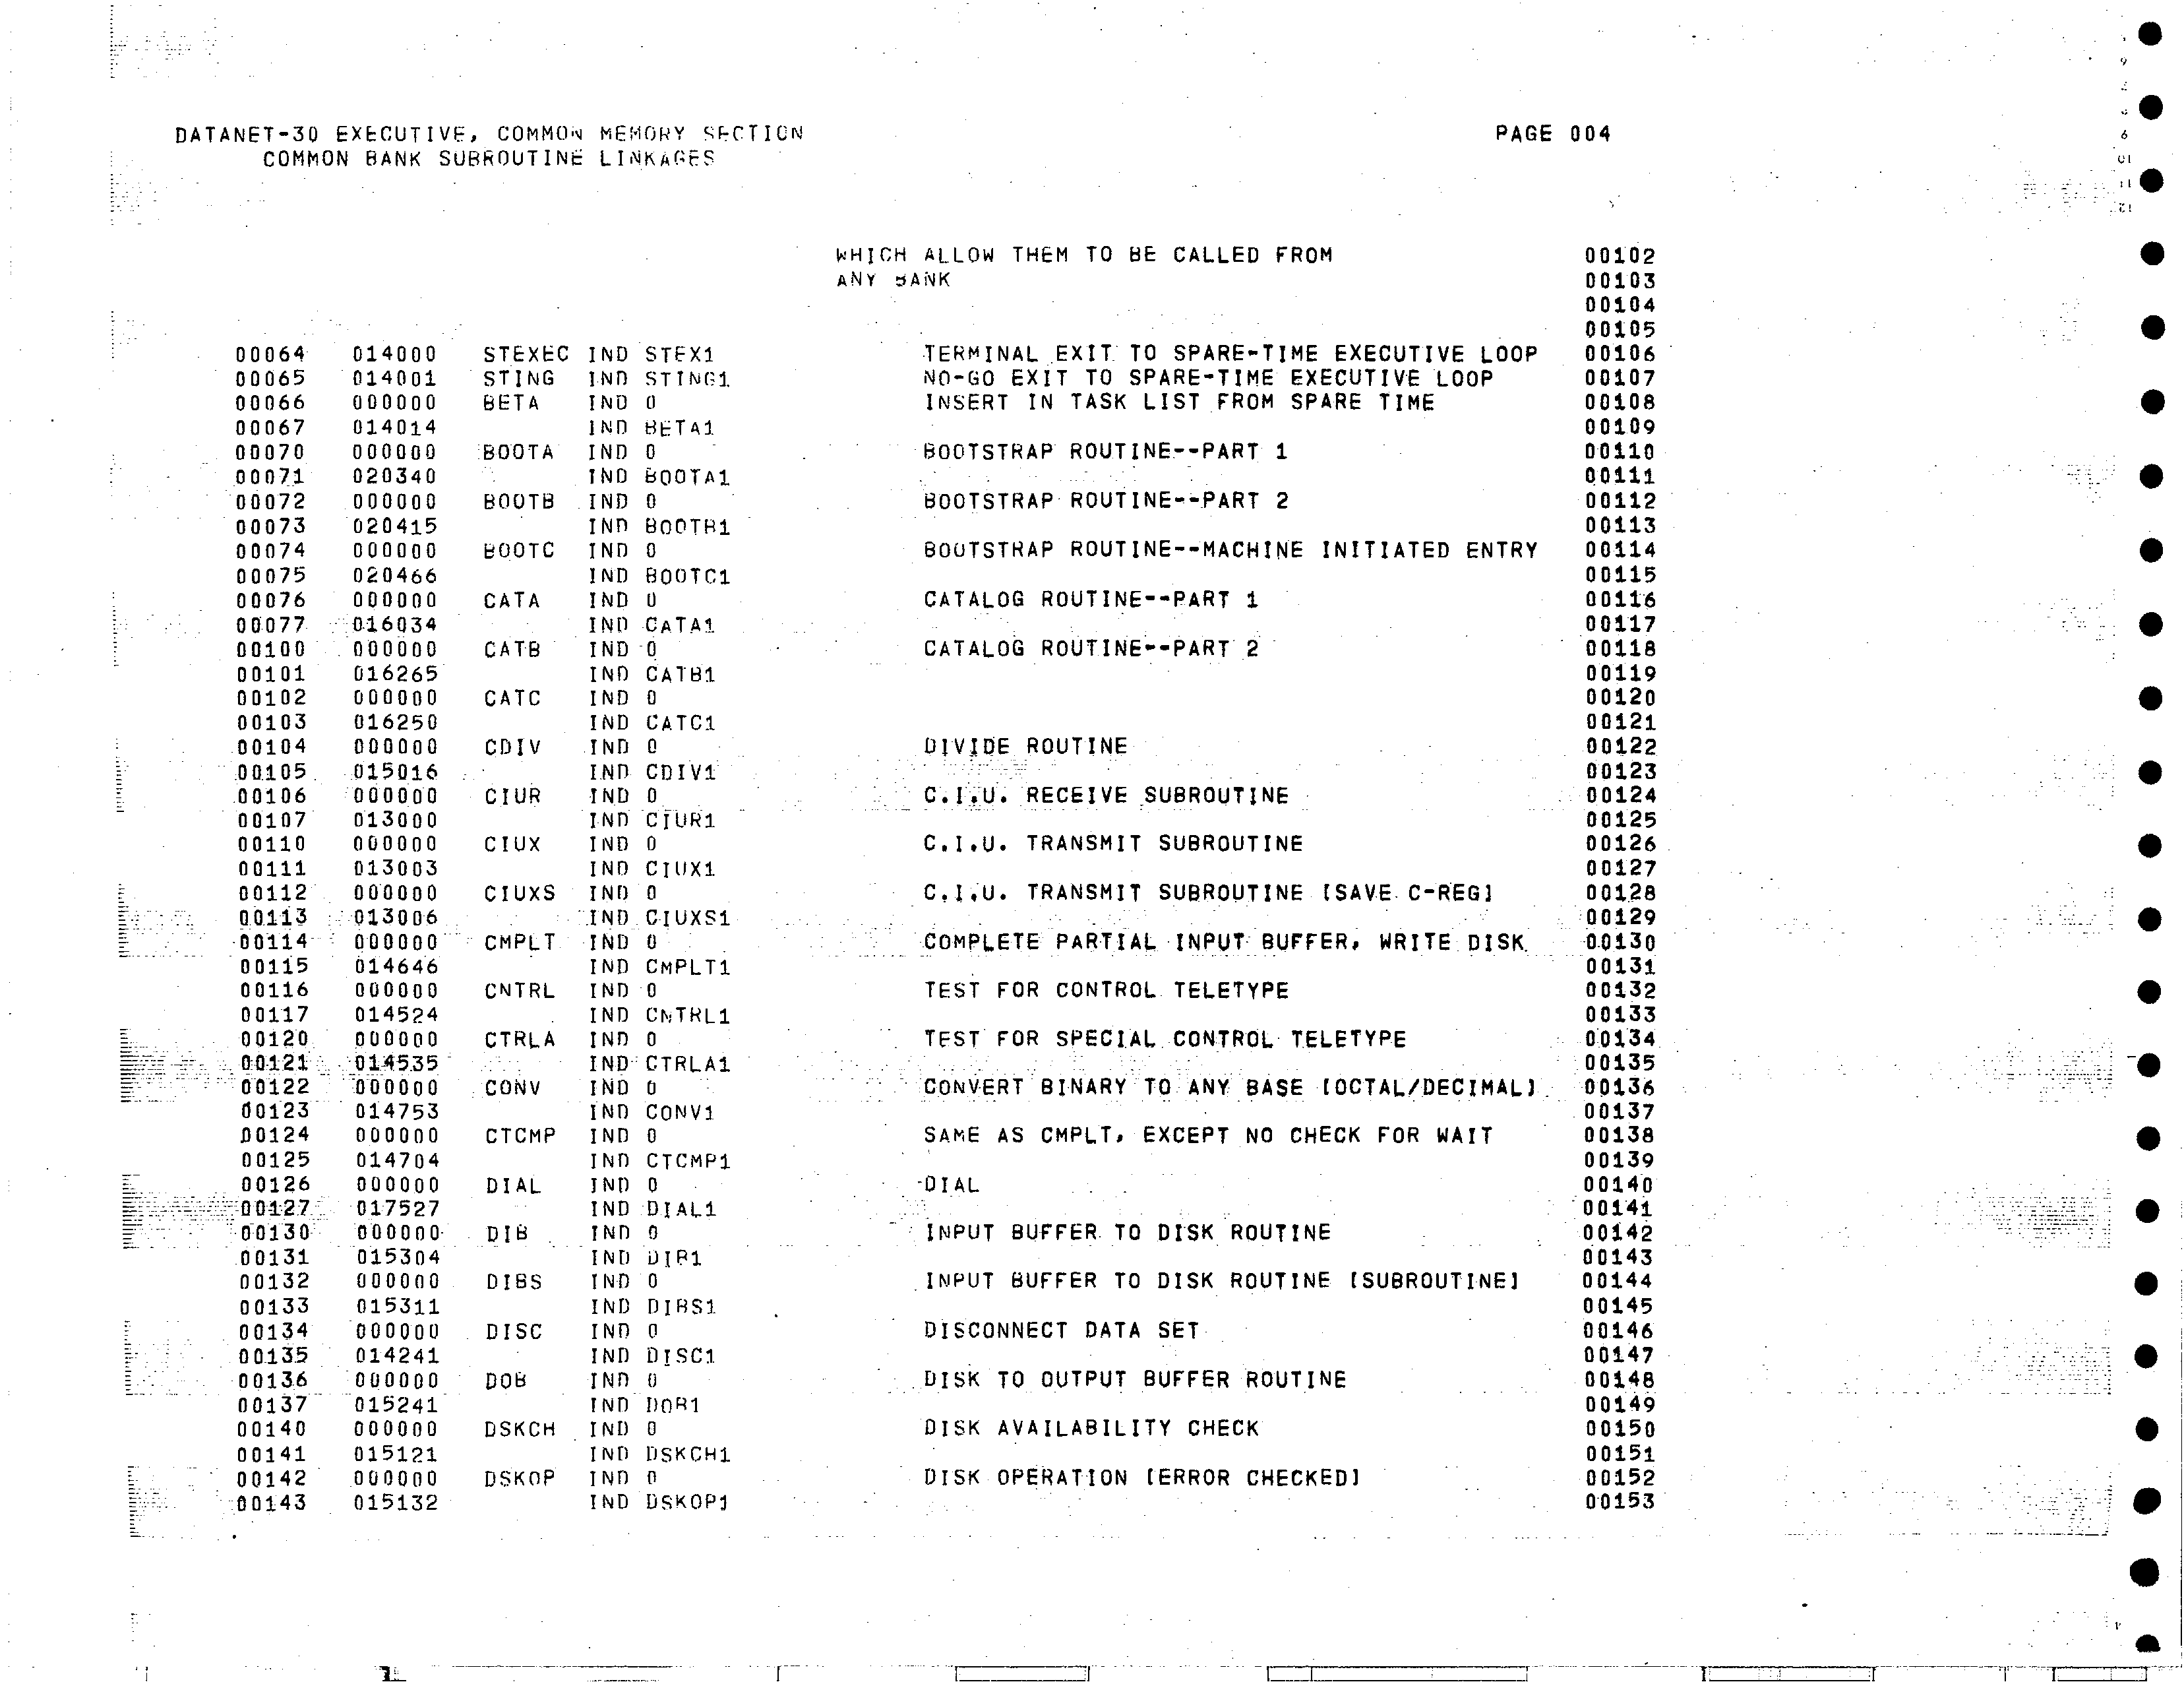 DATANET-30 EXECUTIVE, COMMON MEMORY SECTION PAGE 004
COMMON BANK SUBROUTINE LINKAGES
WHICH ALLOW THEM TO BE CALLED FROM 00102
ANY BANK 00103
00104
00105
00064 014000 STEXEC IND STEX1 TERMINAL EXIT TO SPARE-TIME EXECUTIVE LOOP 00106
00065 014001 STING IND STING1 NO-GO EXIT TO SPARE-TIME EXECUTIVE LOOP 00107
00066 000000 BETA IND 0 INSERT IN TASK LIST FROM SPARE TIME 00108
00067 014014 IND BETA1 00109
00070 000000 BOOTA IND 0 BOOTSTRAP ROUTINE--PART 1 00110
00071 020340 IND BOOTA1 00111
00072 000000 BOOTB IND 0 BOOTSTRAP ROUTINE--PART 2 00112
00073 020415 IND BOOTB1 00113
00074 000000 BOOTC IND 0 BOOTSTRAP ROUTINE--MACHINE INITIATED ENTRY 00114
00075 020466 IND BOOTC1 00115
00076 000000 CATA IND 0 CATALOG ROUTINE--PART 1 00116
00077 016034 IND CATA1 00117
00100 000000 CATB IND 0 CATALOG ROUTINE--PART 2 00118
00101 016265 IND CATB1 00119
00102 000000 CATC IND 0 00120
00103 016250 IND CATC1 00121
00104 000000 CDIV IND 0 DIVIDE ROUTINE 00122
00105 015016 IND CDIV1 00123
00106 000000 CIUR IND 0 C.I.U. RECEIVE SUBROUTINE 00124
00107 013000 IND CIUR1 00125
00110 000000 CIUX IND 0 C.I.U. TRANSMIT SUBROUTINE 00126
00111 013003 IND CIUX1 00127
00112 000000 CIUXS IND 0 C.I.U. TRANSMIT SUBROUTINE [SAVE C-REG] 00128
00113 013006 IND CIUXS1 00129
00114 000000 CMPLT IND 0 COMPLETE PARTIAL INPUT BUFFER, WRITE DISK 00130
00115 014646 IND CMPLT1 00131
00116 000000 CNTRL IND 0 TEST FOR CONTROL TELETYPE 00132
00117 014524 IND CNTRL1 00133
00120 000000 CTRLA IND 0 TEST FOR SPECIAL CONTROL TELETYPE 00134
00121 014535 IND CTRLA1 00135
00122 000000 CONV IND 0 CONVERT BINARY TO ANY BASE [OCTAL/DECIMAL] 00136
00123 014753 IND CONV1 00137
00124 000000 CTCMP IND 0 SAME AS CMPLT, EXCEPT NO CHECK FOR WAIT 00138
00125 014704 IND CTCMP1 00139
00126 000000 DIAL IND 0 DIAL 00140
00127 017527 IND DIAL1 00141
00130 000000 DIB IND 0 INPUT BUFFER TO DISK ROUTINE 00142
00131 015304 IND DIB1 00143
00132 000000 DIBS IND 0 INPUT BUFFER TO DISK ROUTINE [SUBROUTINE] 00144
00133 015311 IND DIBS1 00145
00134 000000 DISC IND 0 DISCONNECT DATA SET 00146
00135 014241 IND DISC1 00147
00136 000000 DOB IND 0 DISK TO OUTPUT BUFFER ROUTINE 00148
00137 015241 IND DOB1 00149
00140 000000 DSKCH IND 0 DISK AVAILABILITY CHECK 00150
00141 015121 IND DSKCH1 00151
00142 000000 DSKOP IND 0 DISK OPERATION [ERROR CHECKED] 00152
00143 015132 IND DSKOP1 00153